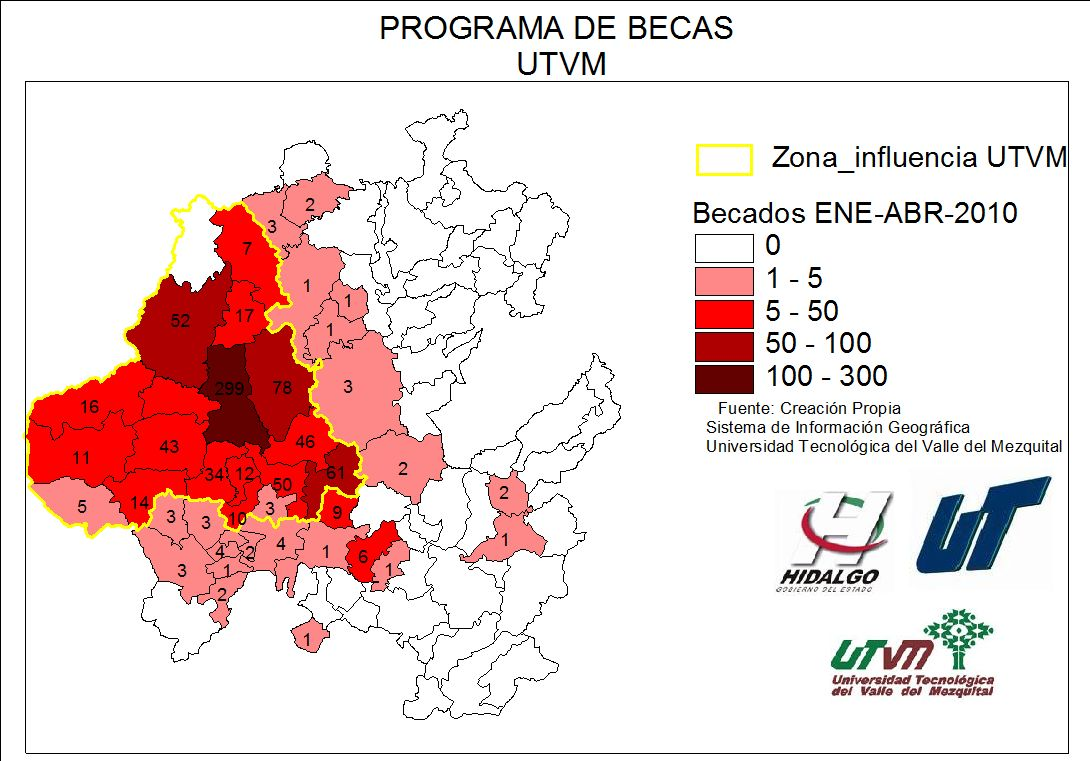 PROGRAMA DE BECAS
UTVM
Zona_influencia UTVM
Becados ENE-ABR-2010
0
1 - 5
5 - 50
50 - 100
100 - 300
Fuente: Creación Propia
Sistema de Información Geográfica
Universidad Tecnológica del Valle del Mezquital
2
3
7
1
1
17
52
1
299
78
3
16
46
43
11
2
61
34
12
50
2
5
14
3
9
3
3
10
1
4
4
2
1
6
3
1
1
2
1
HIDALGO
GOBIERNO DEL ESTADO
UT
UTVM
Universidad Tecnológica
del Valle del Mezquital